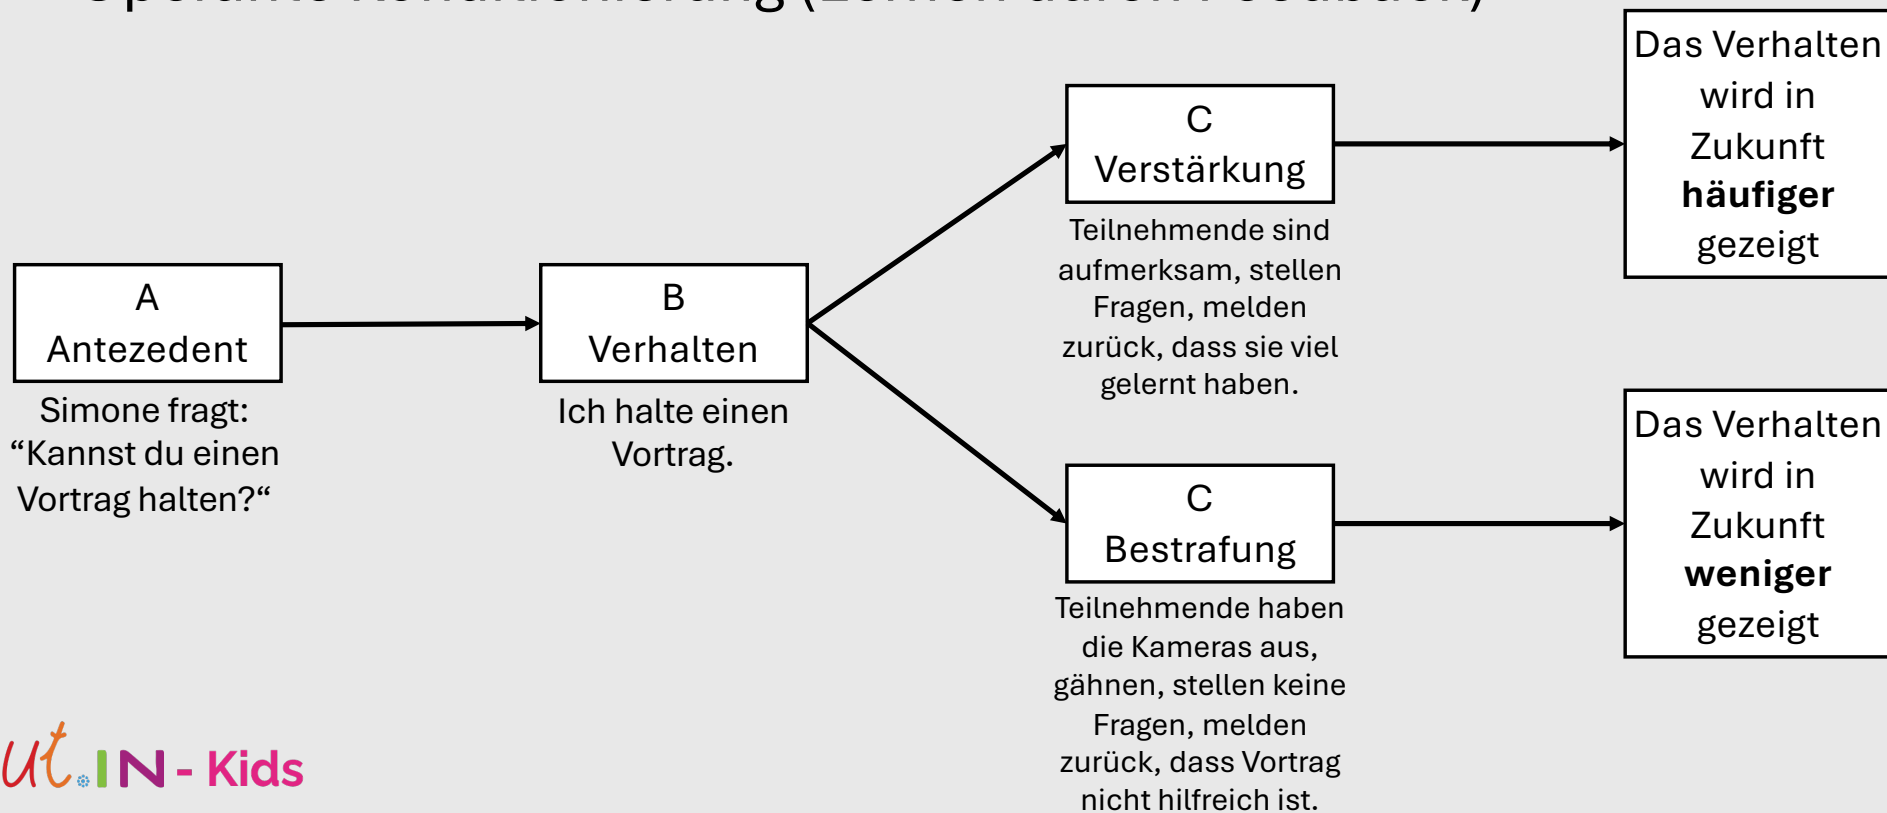 (Lernen durch Feedback)
A
Antezedent
Simone fragt:
“Kannst du einen
Vortrag halten?“
B
Verhalten
Ich halte einen
Vortrag.
C
Verstärkung
Teilnehmende sind
aufmerksam, stellen
Fragen, melden
zurück, dass sie viel
gelernt haben.
Das Verhalten
wird in
Zukunft
häufiger
gezeigt
C
Bestrafung
Teilnehmende haben
die Kameras aus,
gähnen, stellen keine
Fragen, melden
zurück, dass Vortrag
nicht hilfreich ist.
Das Verhalten
wird in
Zukunft
weniger
gezeigt
ut.IN - Kids